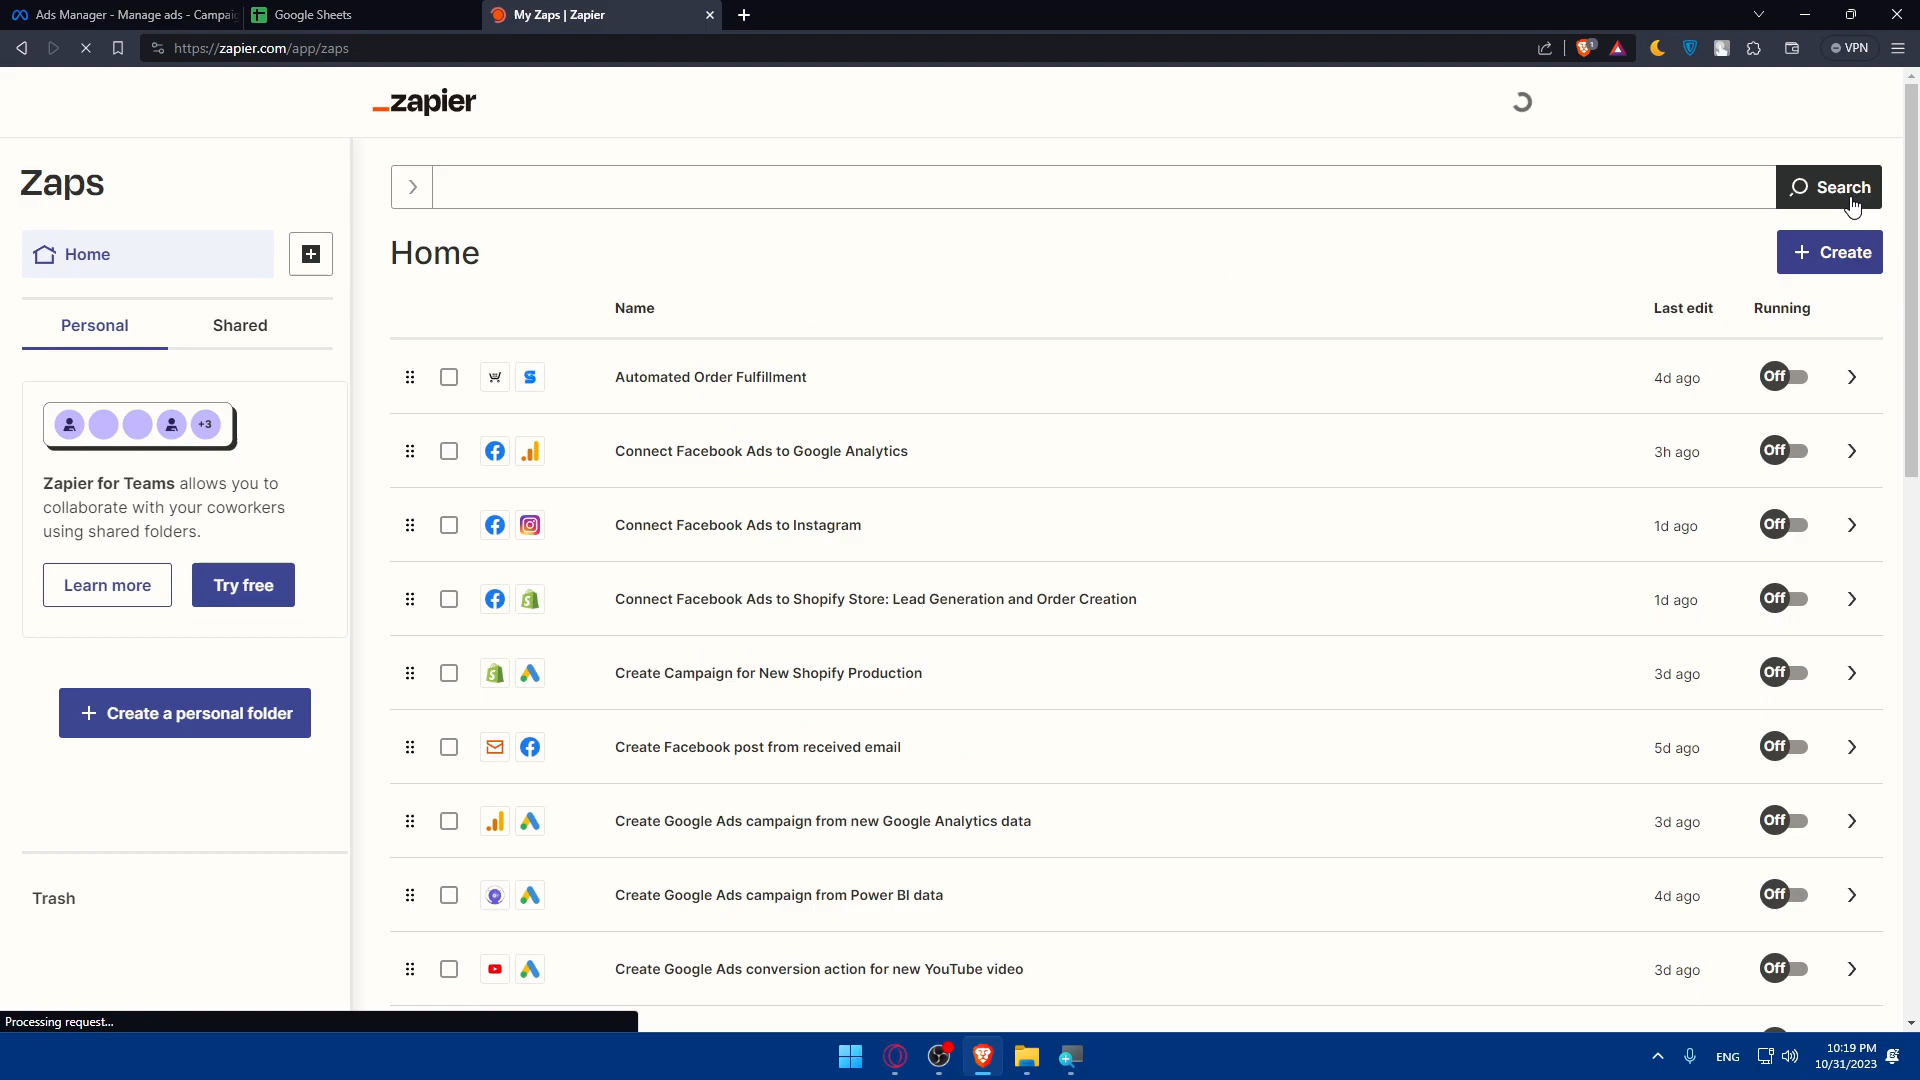 Ads Manager - Manage ads - Campaig
Google Sheets
My Zaps | Zapier
https://zapier.com/app/zaps
1
VPN
zapier
Zaps
Search
Home
Home
Create
Name
Last edit
Running
Personal
Shared
Automated Order Fulfillment
4d ago
Off
+3
Connect Facebook Ads to Google Analytics
3h ago
Off
Zapier for Teams allows you to
collaborate with your coworkers
using shared folders.
Connect Facebook Ads to Instagram
1d ago
Off
Learn more
Try free
Connect Facebook Ads to Shopify Store: Lead Generation and Order Creation
1d ago
Off
Create Campaign for New Shopify Production
3d ago
Off
+ Create a personal folder
Create Facebook post from received email
5d ago
Off
Create Google Ads campaign from new Google Analytics data
3d ago
Off
Trash
Create Google Ads campaign from Power BI data
4d ago
Off
Create Google Ads conversion action for new YouTube video
3d ago
Off
Processing request...
ENG
10:19 PM
10/31/2023